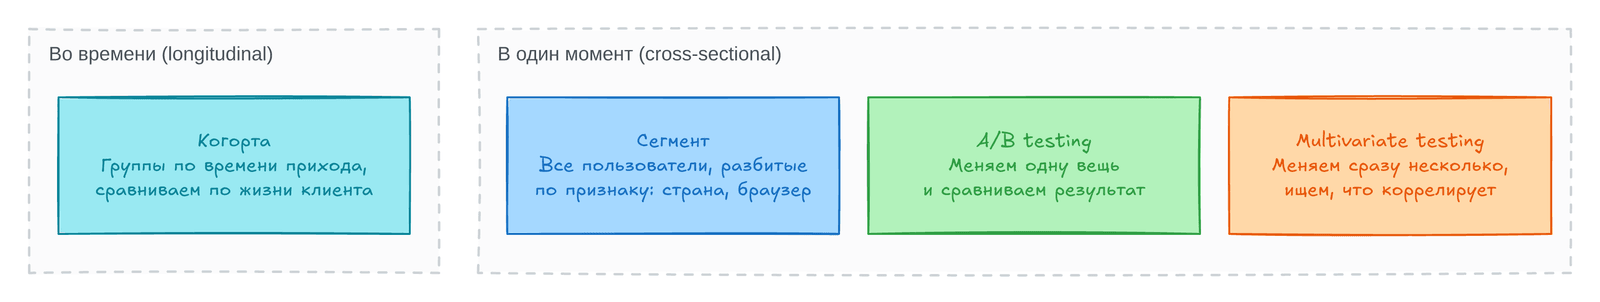 Во времени (longitudinal)
Когорта
Группы по времени прихода,
сравниваем по жизни клиента
В один момент (cross-sectional)
Сегмент
Все пользователи, разбитые
по признаку: страна, браузер
A/B testing
Меняем одну вещь
и сравниваем результат
Multivariate testing
Меняем сразу несколько,
ищем, что коррелирует